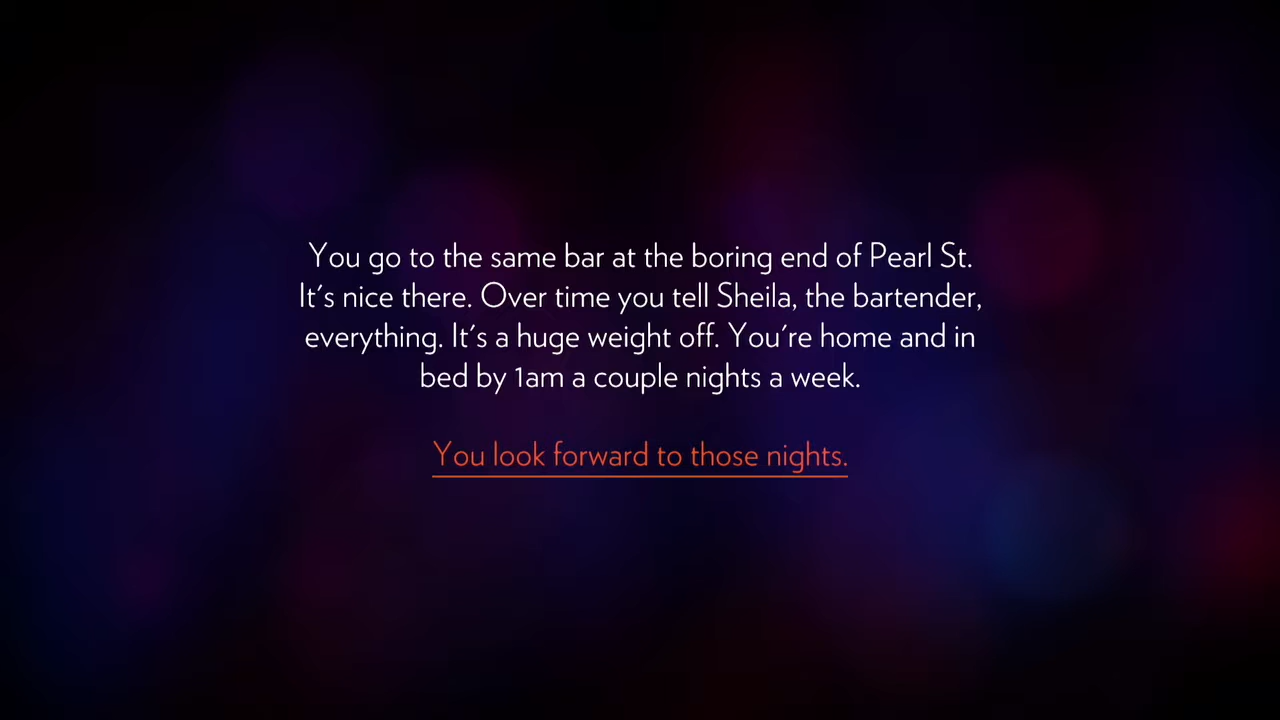 You go to the same bar at the boring end of Pearl St.
It's nice there. Over time you tell Sheila, the bartender,
everything. It's a huge weight off. You're home and in
bed by 1am a couple nights a week.
You look forward to those nights.